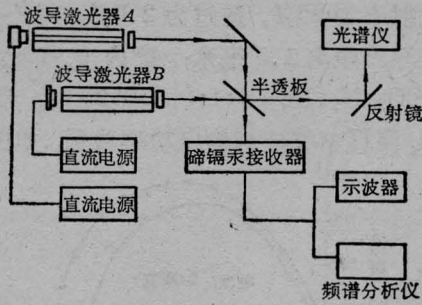 波导激光器A
光谱仪
波导激光器B
半透板
反射镜
直流电源
碲镉汞接收器
直流电源
示波器
频谱分析仪